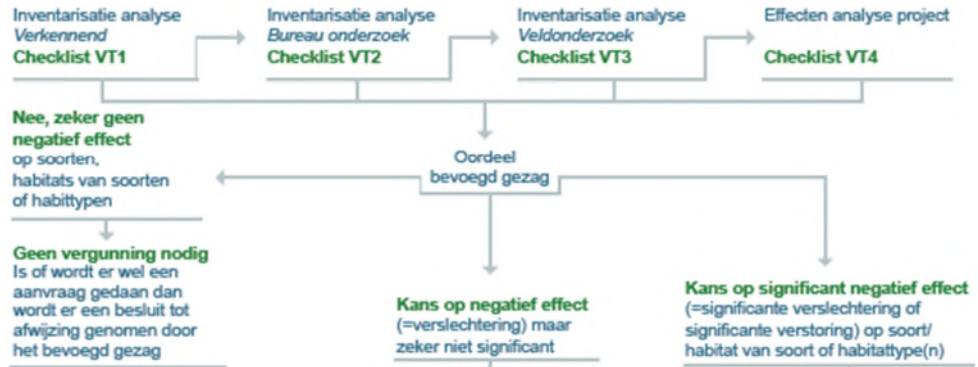 Inventarisatie analyse
Verkennend
Checklist VT1
Inventarisatie analyse
Bureau onderzoek
Checklist VT2
Inventarisatie analyse
Veldonderzoek
Checklist VT3
Effecten analyse project
Checklist VT4
Oordeel
bevoegd gezag
Nee, zeker geen
negatief effect
op soorten,
habitats van soorten
of habittypen
Geen vergunning nodig
Is of wordt er wel een
aanvraag gedaan dan
wordt er een besluit tot
afwijzing genomen door
het bevoegd gezag
Kans op negatief effect
(=verslechtering) maar
zeker niet significant
Kans op significant negatief effect
(=significante verslechtering of
significante verstoring) op soort/
habitat van soort of habitattype(n)